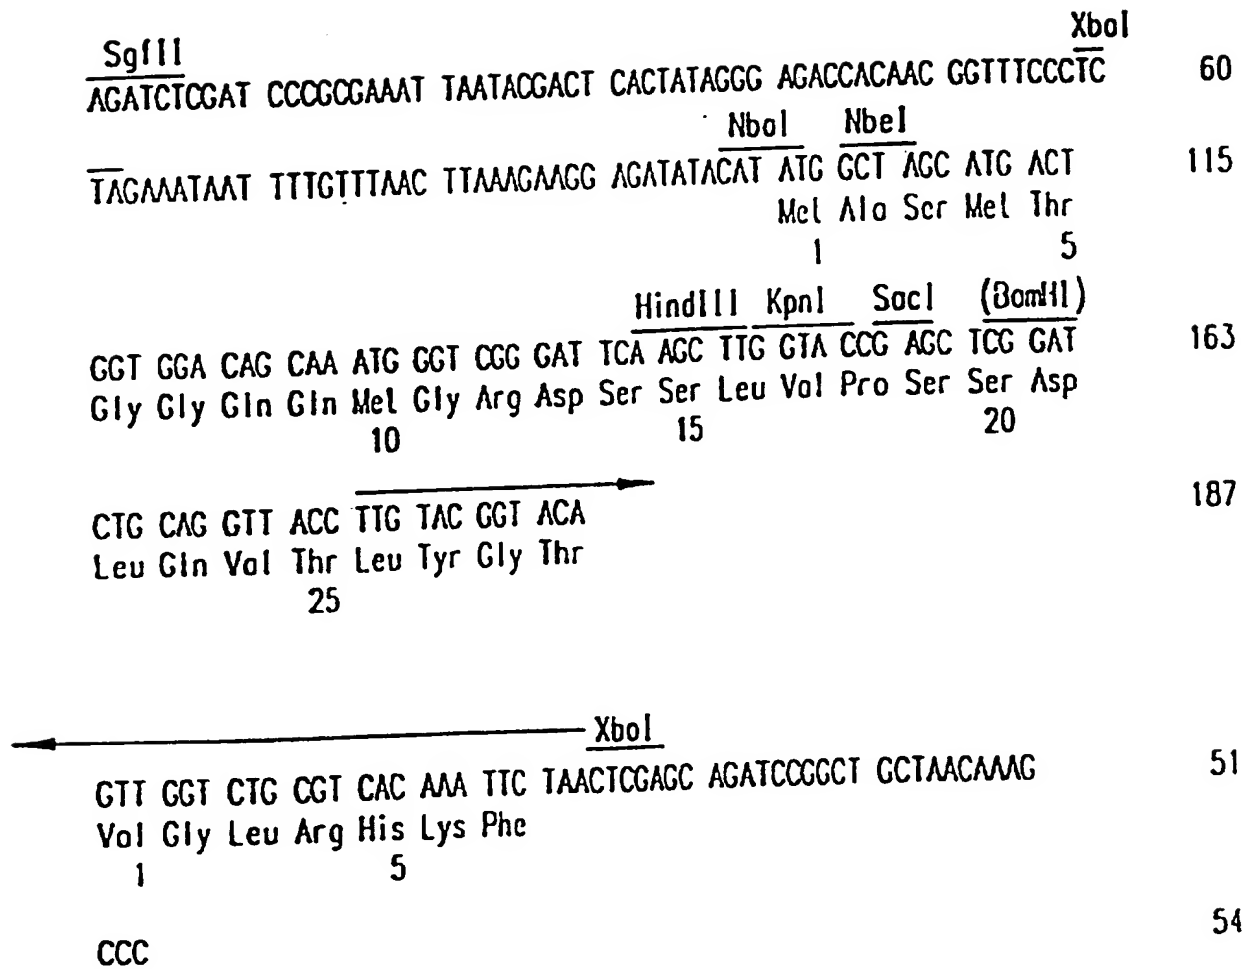 SgfII XboI
AGATCTCGAT CCCGCGAAAT TAATACGACT CACTATAGGG AGACCACAAC GGTTTCCCTC 60
NboI NbeI
TAGAAATAAT TTTGTTTAAC TTAAAGAAGG AGATATACAT ATG GCT AGC ATG ACT 115
Met Ala Ser Met Thr
1 5
HindIII KpnI SacI (BamHI)
GGT GGA CAG CAA ATG GGT CGG GAT TCA AGC TTG GTA CCG AGC TCG GAT 163
Gly Gly Gln Gln Met Gly Arg Asp Ser Ser Leu Val Pro Ser Ser Asp
10 15 20
CTG CAG GTT ACC TTG TAC GGT ACA 187
Leu Gln Val Thr Leu Tyr Gly Thr
25
XboI
GTT GGT CTG CGT CAC AAA TTC TAACTCGAGC AGATCCGGCT GCTAACAAAG 51
Val Gly Leu Arg His Lys Phe
1 5
CCC 54